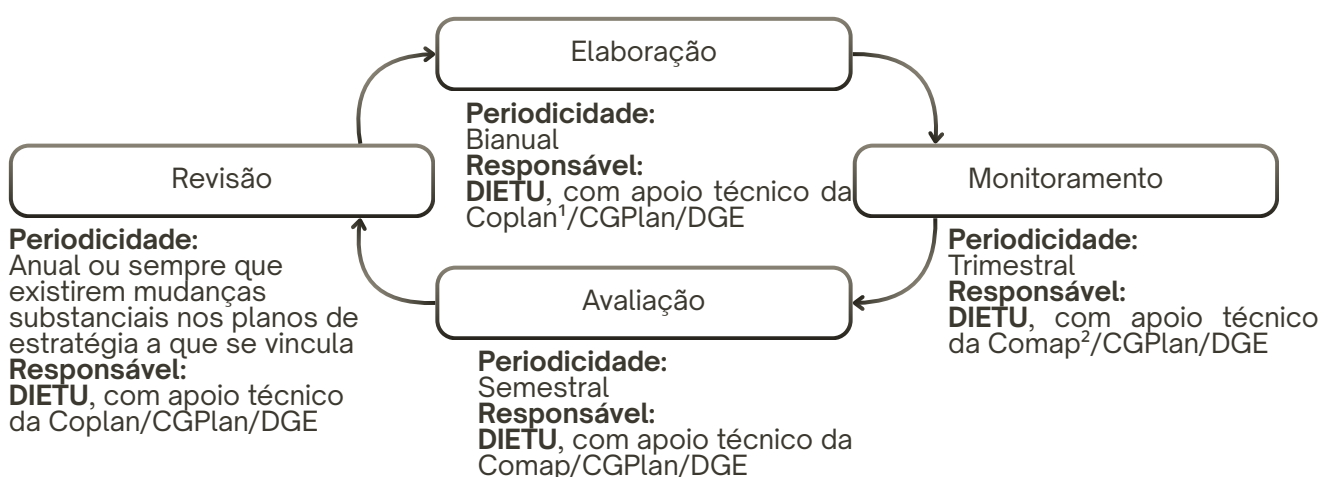 Elaboração
Periodicidade:
Bianual
Responsável:
DIETU, com apoio técnico da
Coplan¹/CGPlan/DGE
Monitoramento
Periodicidade:
Trimestral
Responsável:
DIETU, com apoio técnico
da Comap²/CGPlan/DGE
Avaliação
Periodicidade:
Semestral
Responsável:
DIETU, com apoio técnico da
Comap/CGPlan/DGE
Revisão
Periodicidade:
Anual ou sempre que
existirem mudanças
substanciais nos planos de
estratégia a que se vincula
Responsável:
DIETU, com apoio técnico
da Coplan/CGPlan/DGE